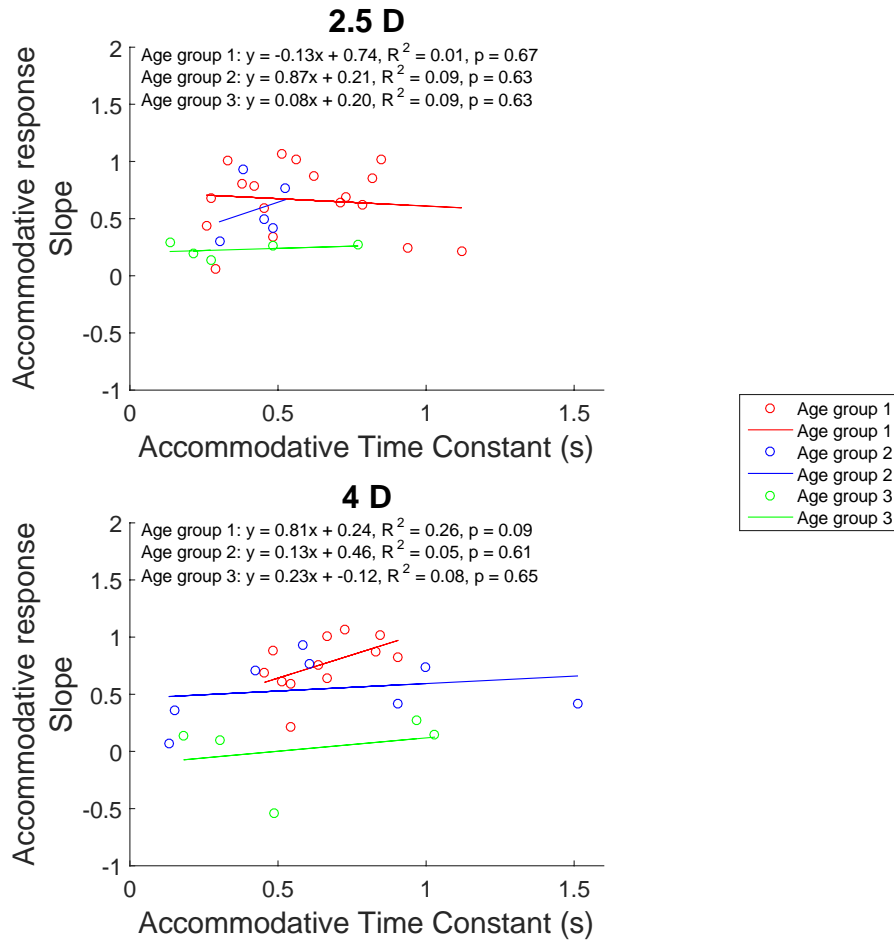 2.5 D
Age group 1: y = -0.13x + 0.74, R² = 0.01, p = 0.67
Age group 2: y = 0.87x + 0.21, R² = 0.09, p = 0.63
Age group 3: y = 0.08x + 0.20, R² = 0.09, p = 0.63
2
1.5
1
0.5
0
-0.5
-1
Accommodative response
Slope
0 0.5 1 1.5
Accommodative Time Constant (s)
Age group 1
Age group 1
Age group 2
Age group 2
Age group 3
Age group 3
4 D
Age group 1: y = 0.81x + 0.24, R² = 0.26, p = 0.09
Age group 2: y = 0.13x + 0.46, R² = 0.05, p = 0.61
Age group 3: y = 0.23x + -0.12, R² = 0.08, p = 0.65
2
1.5
1
0.5
0
-0.5
-1
Accommodative response
Slope
0 0.5 1 1.5
Accommodative Time Constant (s)